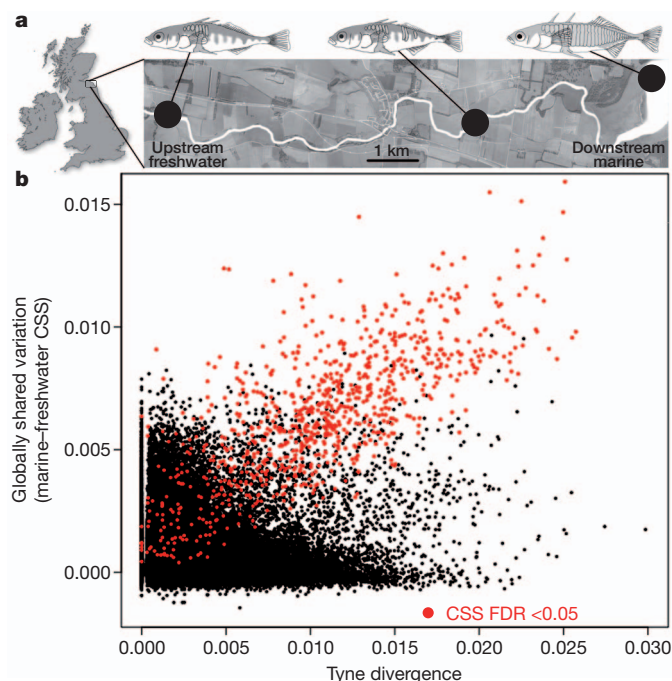 a
Upstream
freshwater
1 km
Downstream
marine
b
Globally shared variation
(marine–freshwater CSS)
0.015
0.010
0.005
0.000
CSS FDR <0.05
0.000 0.005 0.010 0.015 0.020 0.025 0.030
Tyne divergence